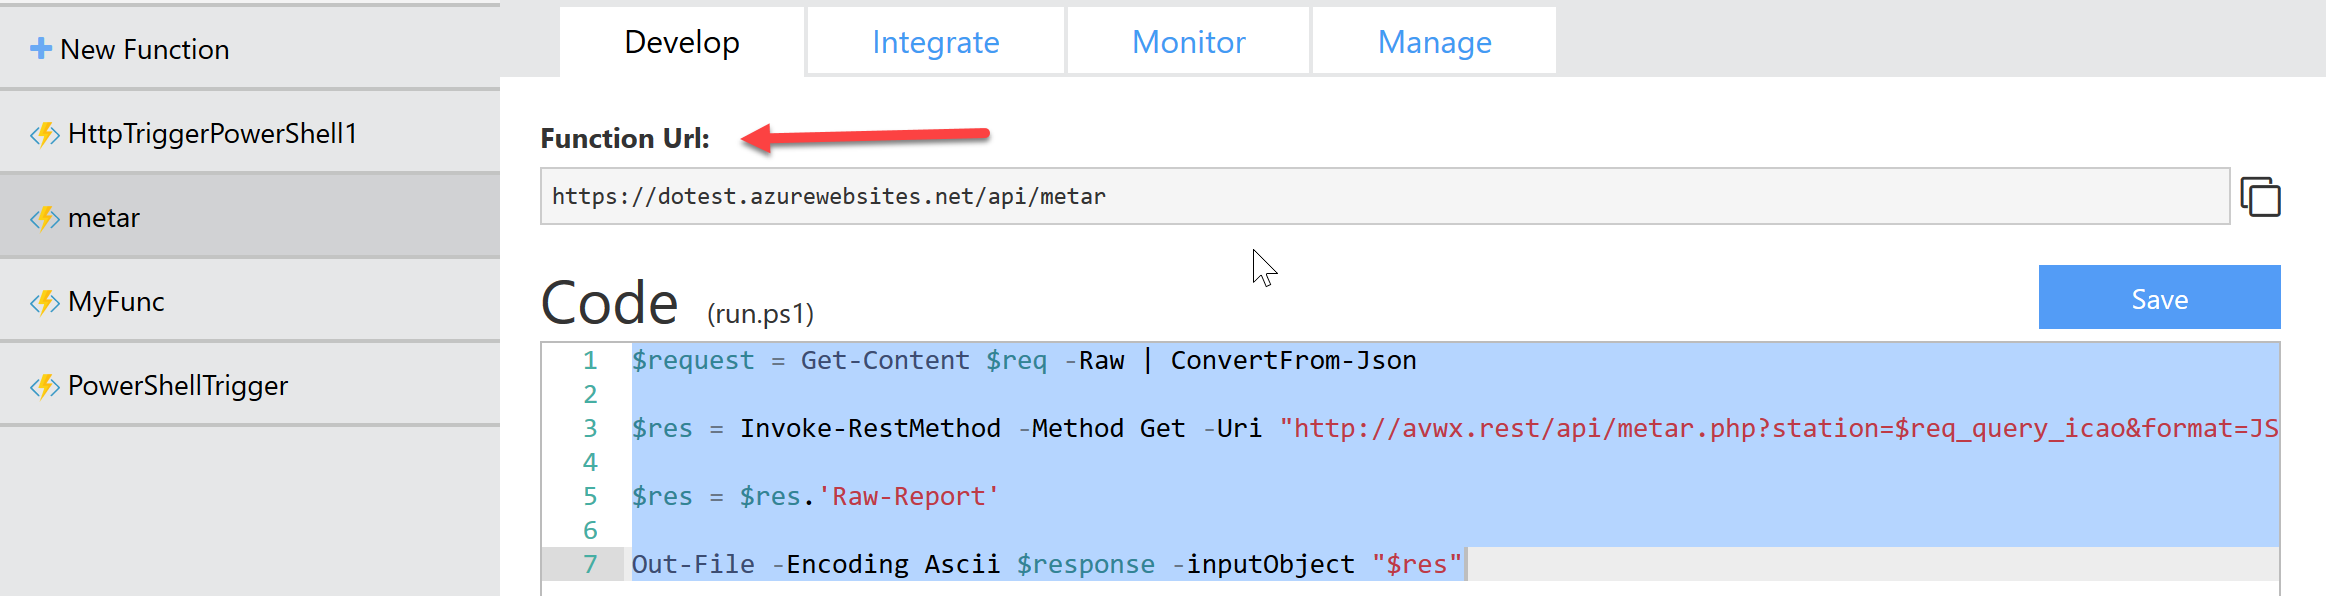 New Function
HttpTriggerPowerShell1
metar
MyFunc
PowerShellTrigger
Develop Integrate Monitor Manage
Function Url:
https://dotest.azurewebsites.net/api/metar
Code (run.ps1)
Save
1 $request = Get-Content $req -Raw | ConvertFrom-Json
2
3 $res = Invoke-RestMethod -Method Get -Uri "http://avwx.rest/api/metar.php?station=$req_query_icao&format=JS
4
5 $res = $res.'Raw-Report'
6
7 Out-File -Encoding Ascii $response -inputObject "$res"